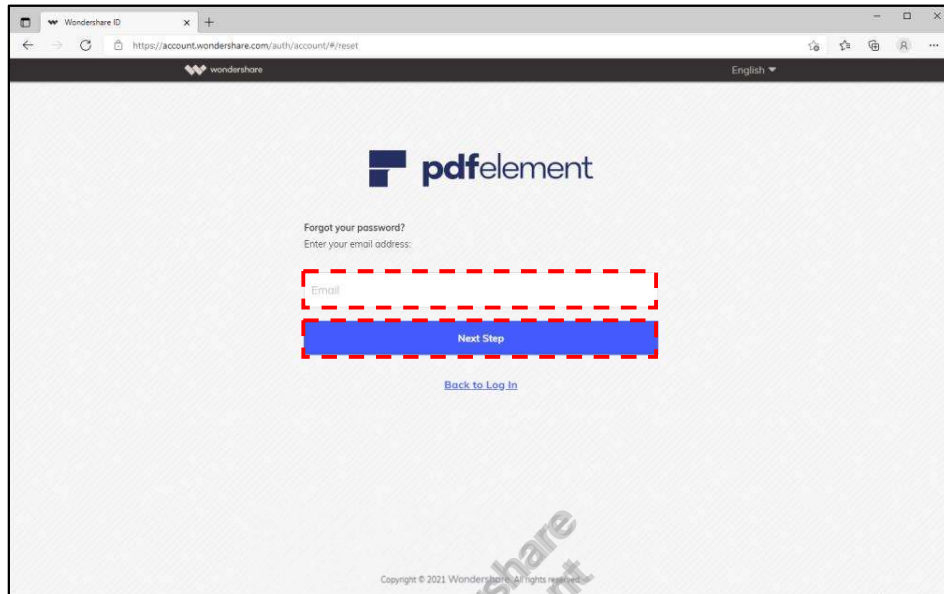 Wondershare ID
https://account.wondershare.com/auth/account/#/reset
wondershare
English
pdfelement
Forgot your password?
Enter your email address:
Email
Next Step
Back to Log In
Copyright © 2021 Wondershare. All rights reserved